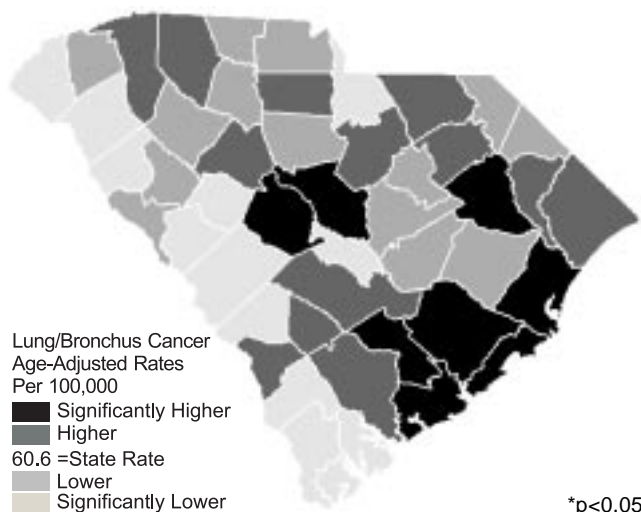 Lung/Bronchus Cancer
Age-Adjusted Rates
Per 100,000
Significantly Higher
Higher
60.6 =State Rate
Lower
Significantly Lower
*p<0.05